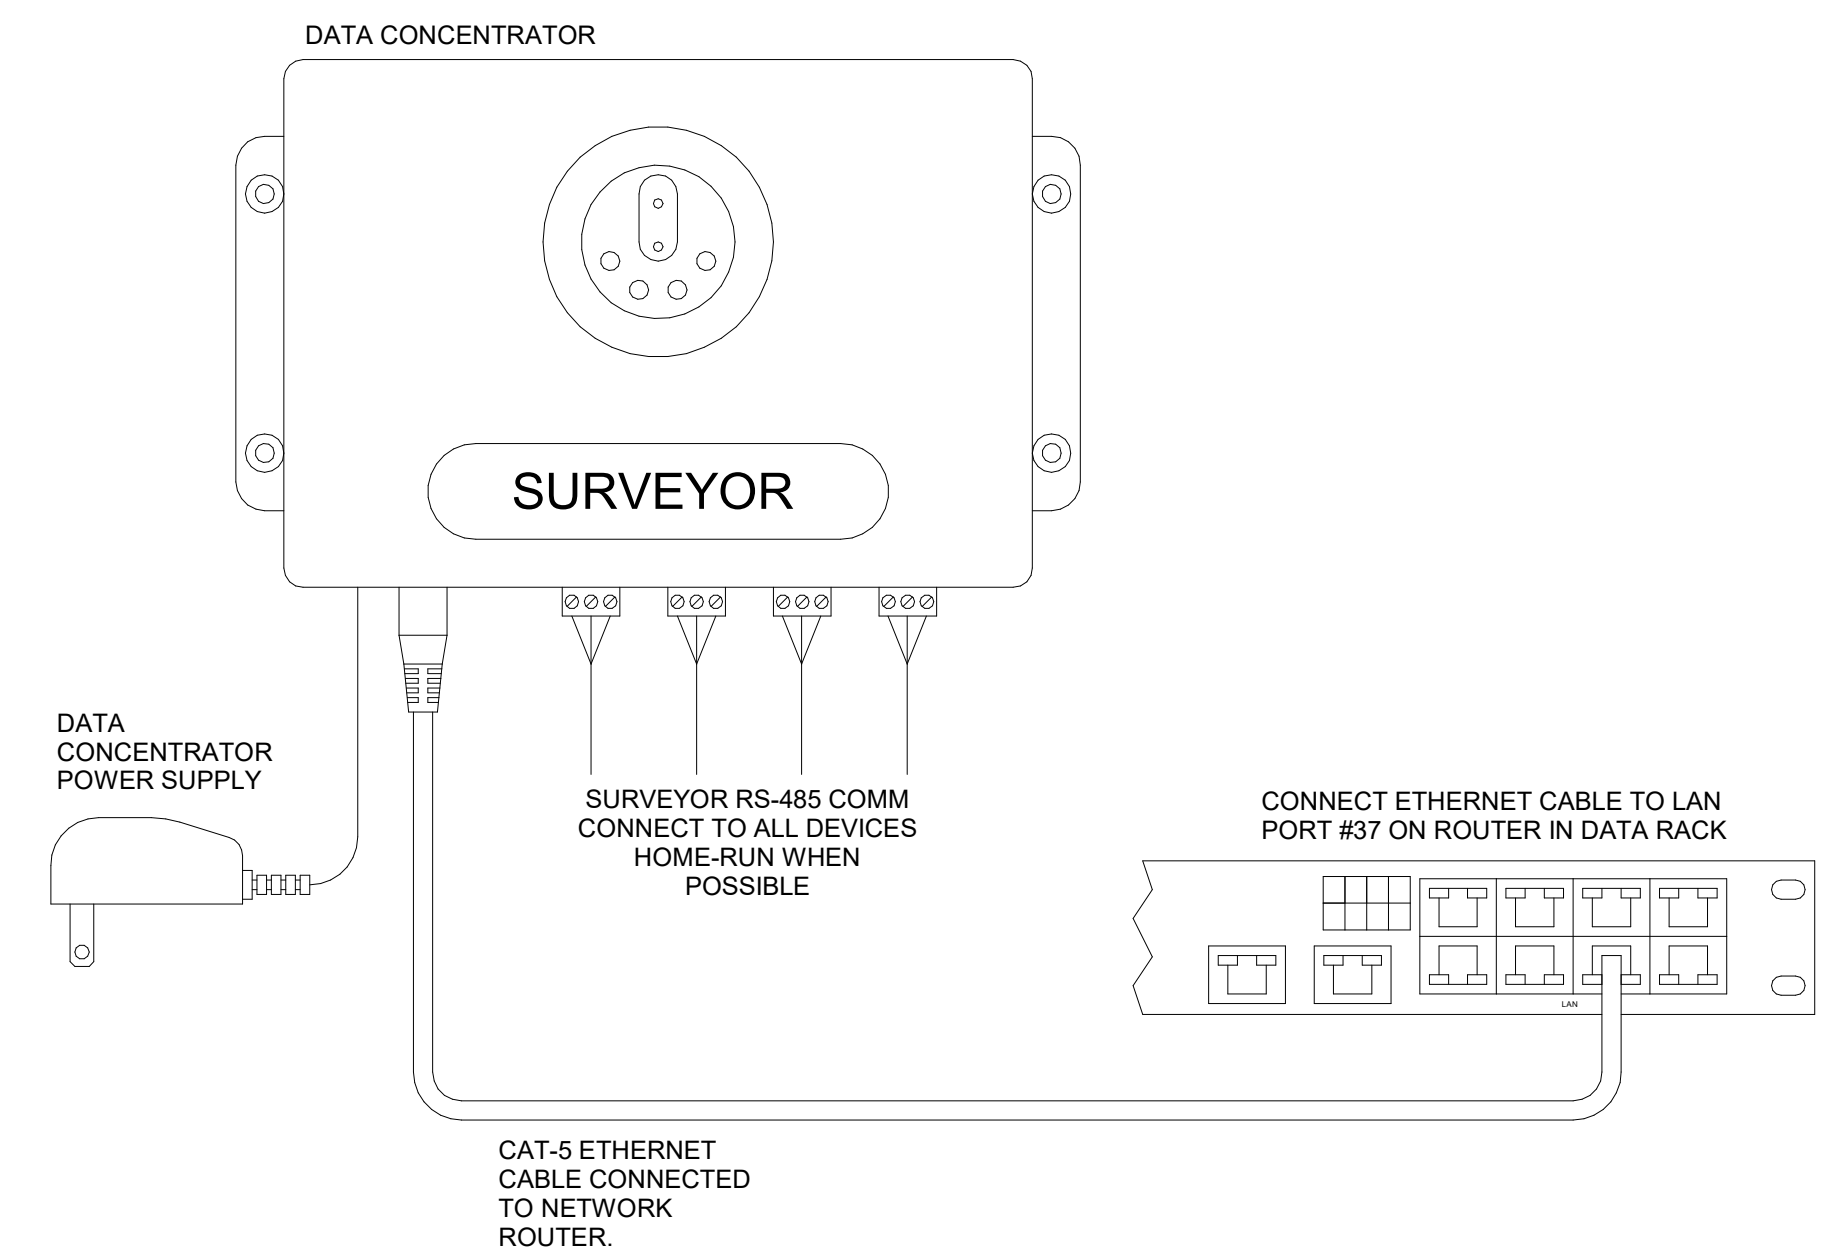 DATA CONCENTRATOR
SURVEYOR
DATA
CONCENTRATOR
POWER SUPPLY
SURVEYOR RS-485 COMM
CONNECT TO ALL DEVICES
HOME-RUN WHEN
POSSIBLE
CONNECT ETHERNET CABLE TO LAN
PORT #37 ON ROUTER IN DATA RACK
LAN
CAT-5 ETHERNET
CABLE CONNECTED
TO NETWORK
ROUTER.